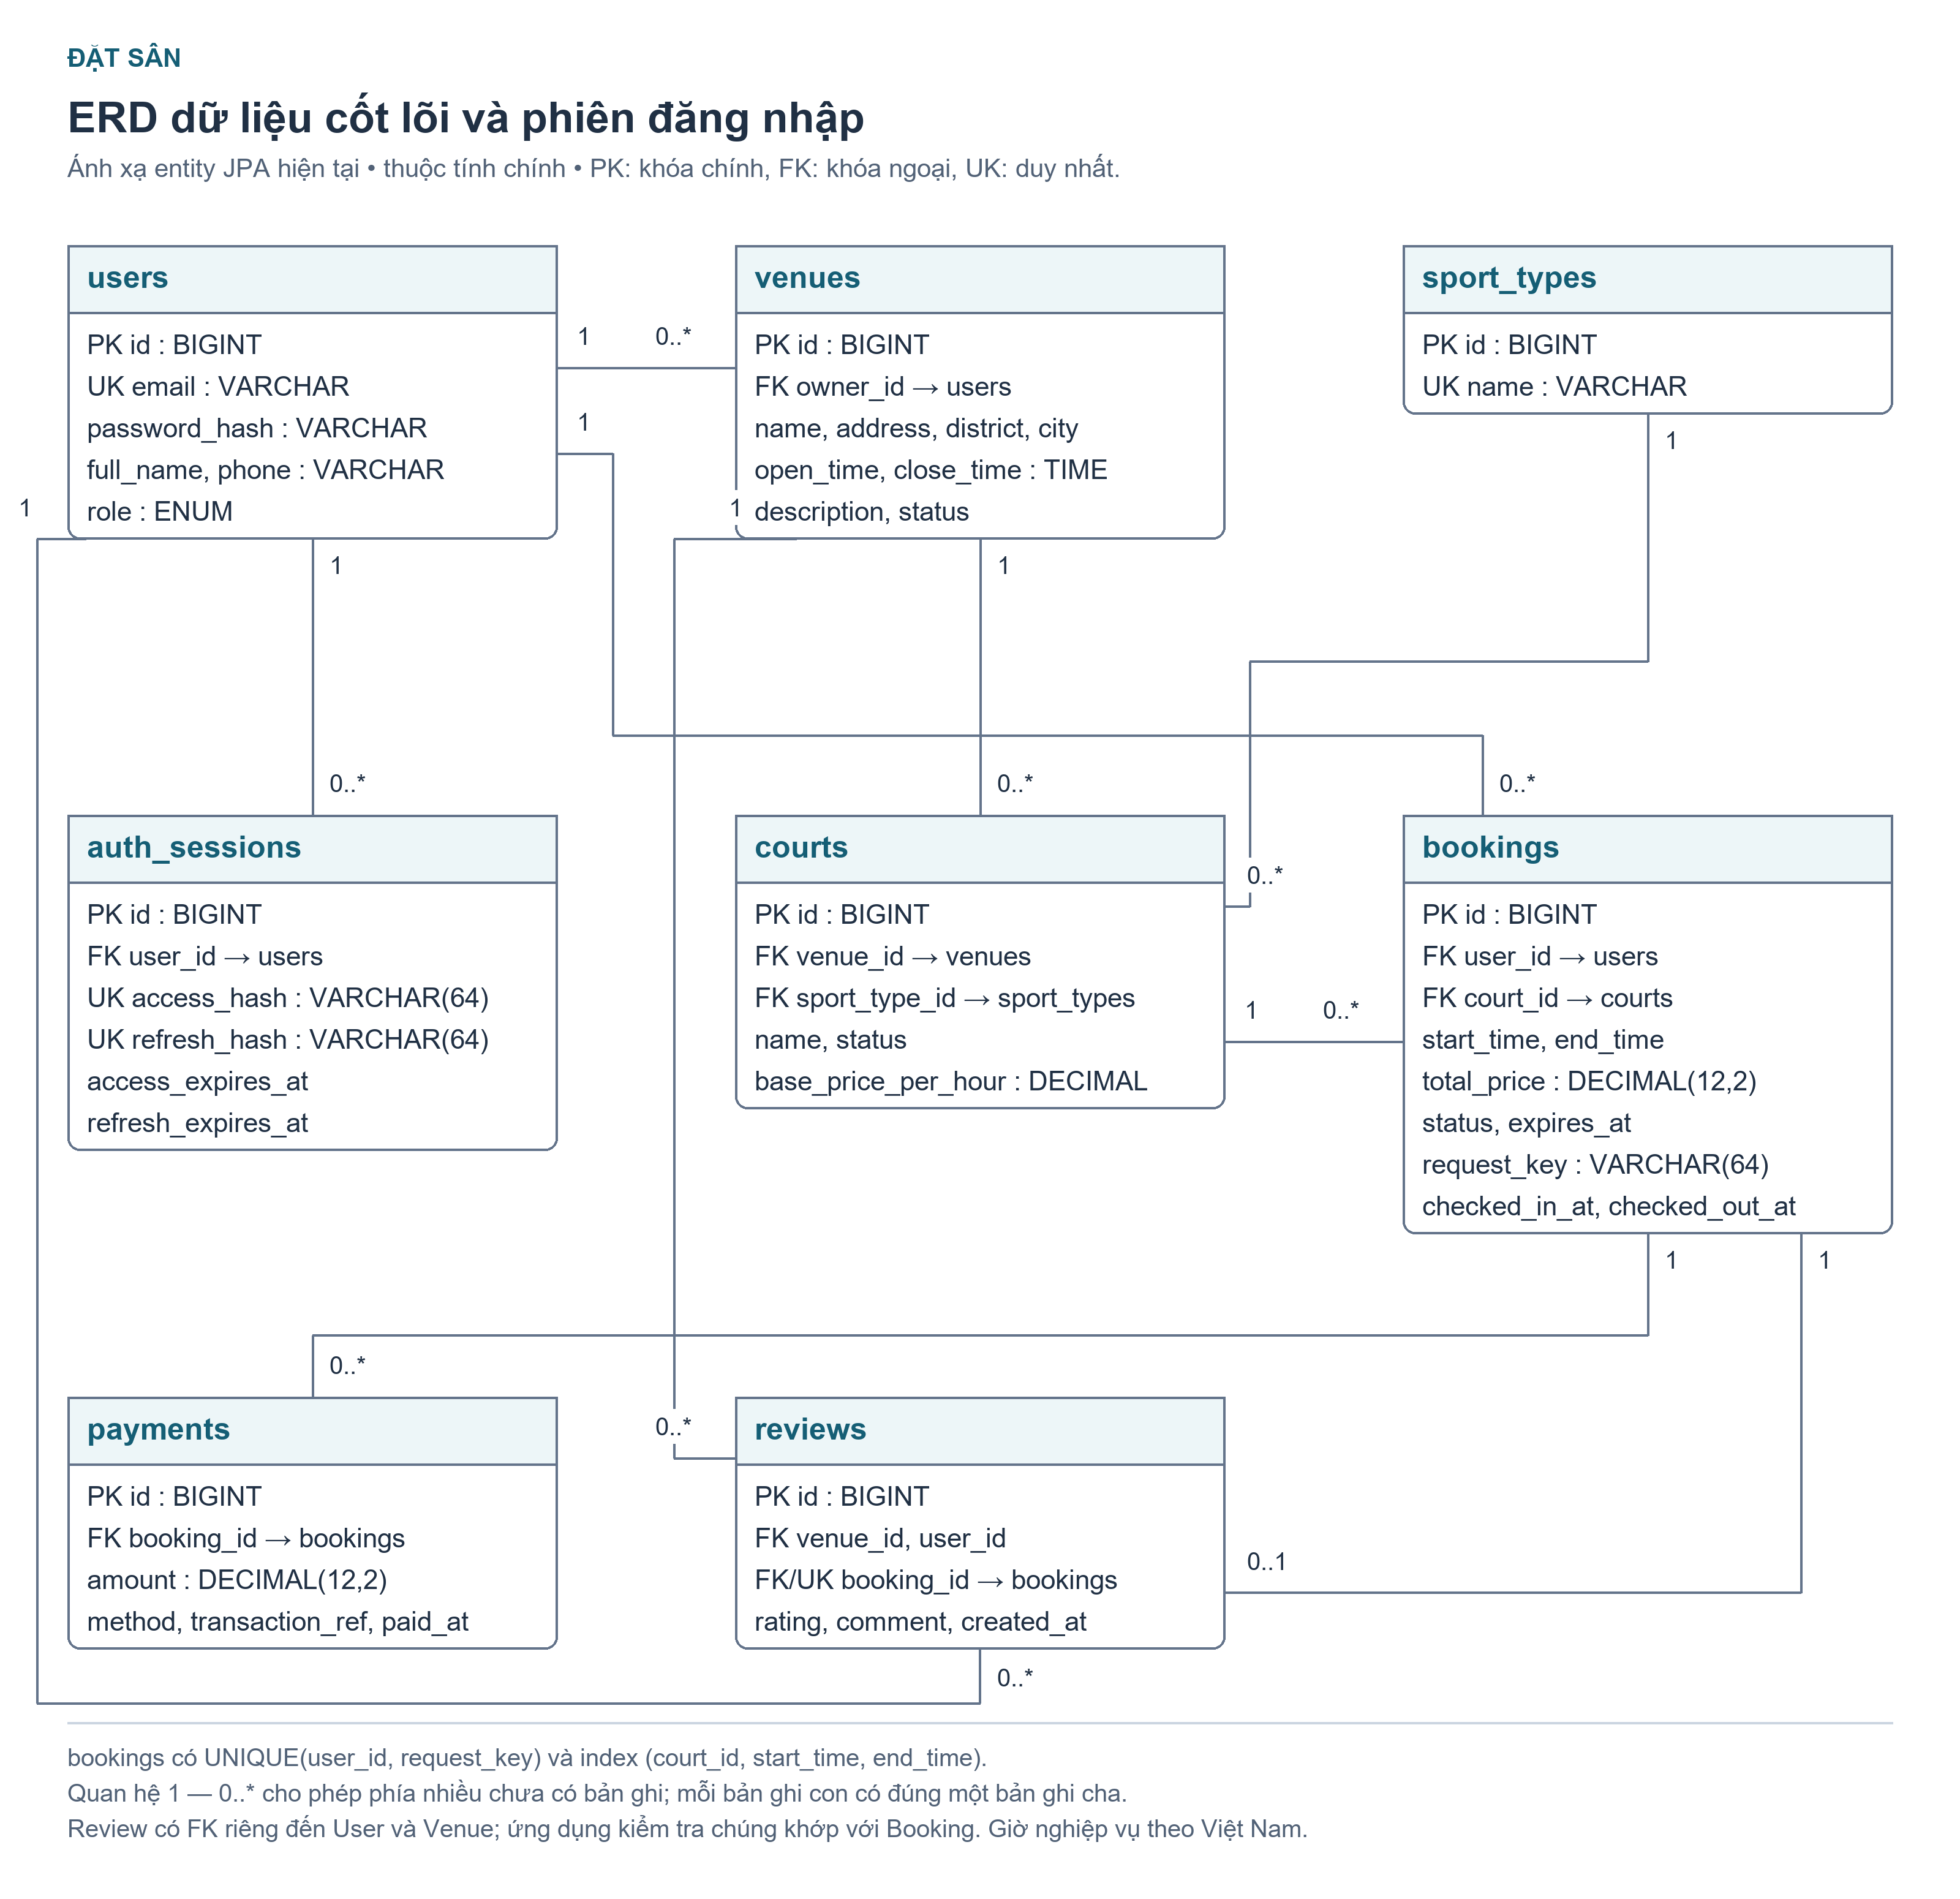 ĐẶT SÂN
ERD dữ liệu cốt lõi và phiên đăng nhập
Ánh xạ entity JPA hiện tại • thuộc tính chính • PK: khóa chính, FK: khóa ngoại, UK: duy nhất.
users
PK id : BIGINT
UK email : VARCHAR
password_hash : VARCHAR
full_name, phone : VARCHAR
role : ENUM
1
0..*
1
1
1
venues
PK id : BIGINT
FK owner_id → users
name, address, district, city
open_time, close_time : TIME
description, status
1
1
sport_types
PK id : BIGINT
UK name : VARCHAR
1
0..*
0..*
0..*
auth_sessions
PK id : BIGINT
FK user_id → users
UK access_hash : VARCHAR(64)
UK refresh_hash : VARCHAR(64)
access_expires_at
refresh_expires_at
courts
PK id : BIGINT
FK venue_id → venues
FK sport_type_id → sport_types
name, status
base_price_per_hour : DECIMAL
0..*
1
0..*
bookings
PK id : BIGINT
FK user_id → users
FK court_id → courts
start_time, end_time
total_price : DECIMAL(12,2)
status, expires_at
request_key : VARCHAR(64)
checked_in_at, checked_out_at
1
1
0..*
0..*
payments
PK id : BIGINT
FK booking_id → bookings
amount : DECIMAL(12,2)
method, transaction_ref, paid_at
reviews
PK id : BIGINT
FK venue_id, user_id
FK/UK booking_id → bookings
rating, comment, created_at
0..1
0..*
bookings có UNIQUE(user_id, request_key) và index (court_id, start_time, end_time).
Quan hệ 1 — 0..* cho phép phía nhiều chưa có bản ghi; mỗi bản ghi con có đúng một bản ghi cha.
Review có FK riêng đến User và Venue; ứng dụng kiểm tra chúng khớp với Booking. Giờ nghiệp vụ theo Việt Nam.